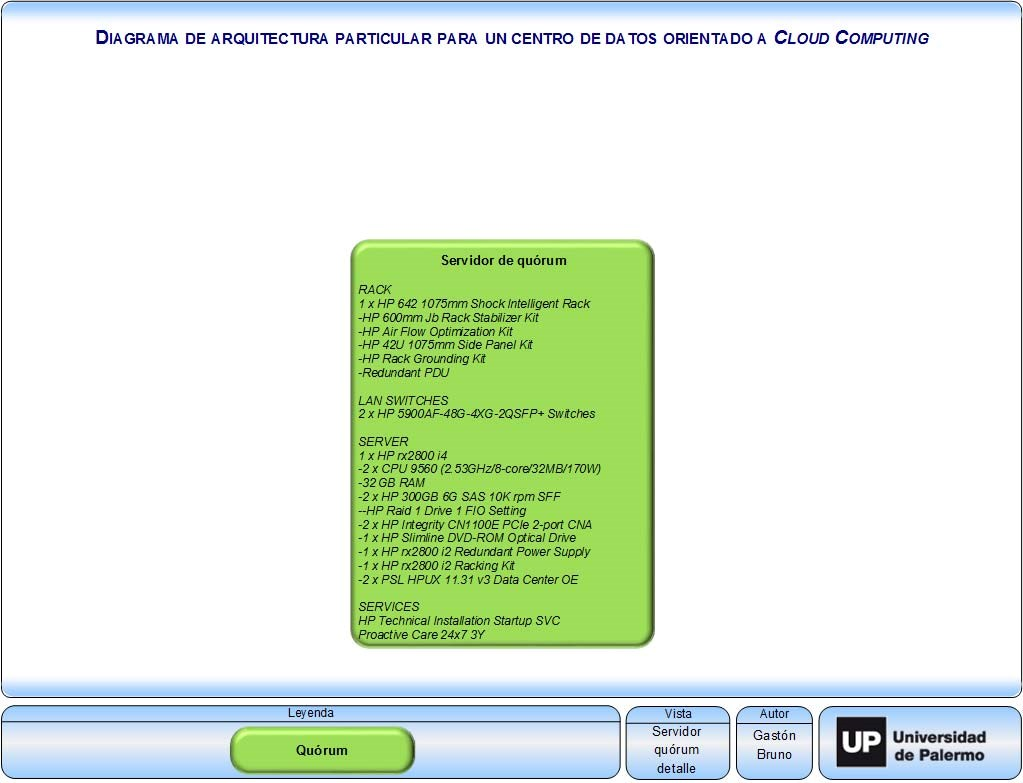 DIAGRAMA DE ARQUITECTURA PARTICULAR PARA UN CENTRO DE DATOS ORIENTADO A CLOUD COMPUTING
Servidor de quórum
RACK
1 x HP 642 1075mm Shock Intelligent Rack
-HP 600mm Jb Rack Stabilizer Kit
-HP Air Flow Optimization Kit
-HP 42U 1075mm Side Panel Kit
-HP Rack Grounding Kit
-Redundant PDU
LAN SWITCHES
2 x HP 5900AF-48G-4XG-2QSFP+ Switches
SERVER
1 x HP rx2800 i4
-2 x CPU 9560 (2.53GHz/8-core/32MB/170W)
-32 GB RAM
-2 x HP 300GB 6G SAS 10K rpm SFF
--HP Raid 1 Drive 1 FIO Setting
-2 x HP Integrity CN1100E PCIe 2-port CNA
-1 x HP Slimline DVD-ROM Optical Drive
-1 x HP rx2800 i2 Redundant Power Supply
-1 x HP rx2800 i2 Racking Kit
-2 x PSL HPUX 11.31 v3 Data Center OE
SERVICES
HP Technical Installation Startup SVC
Proactive Care 24x7 3Y
Leyenda
Quórum
Vista
Servidor
quórum
detalle
Autor
Gastón
Bruno
UP
Universidad
de Palermo